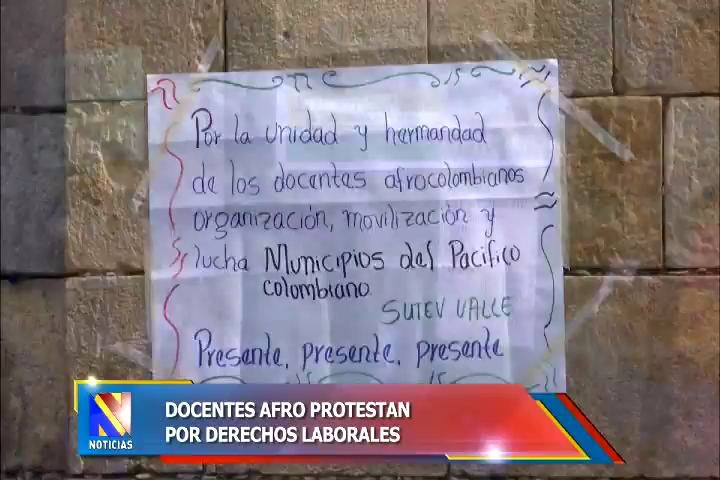 Por la unidad y hermandad
de los docentes afrocolombianos
organización, movilización y
lucha Municipios del Pacifico
colombiano.
SUTEV VALLE
Presente, presente, presente
N
NOTICIAS
DOCENTES AFRO PROTESTAN
POR DERECHOS LABORALES